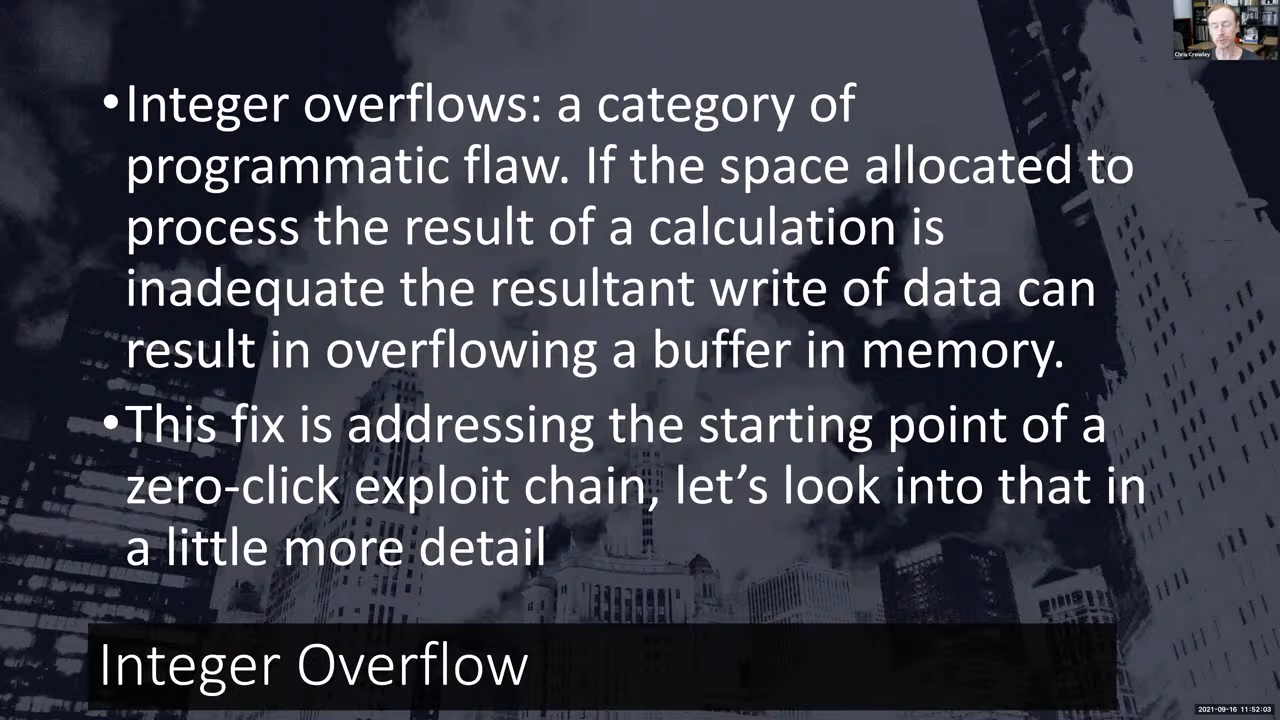 Chris Crowley
•Integer overflows: a category of
programmatic flaw. If the space allocated to
process the result of a calculation is
inadequate the resultant write of data can
result in overflowing a buffer in memory.
•This fix is addressing the starting point of a
zero-click exploit chain, let’s look into that in
a little more detail
Integer Overflow
2021-09-16 11:52:03